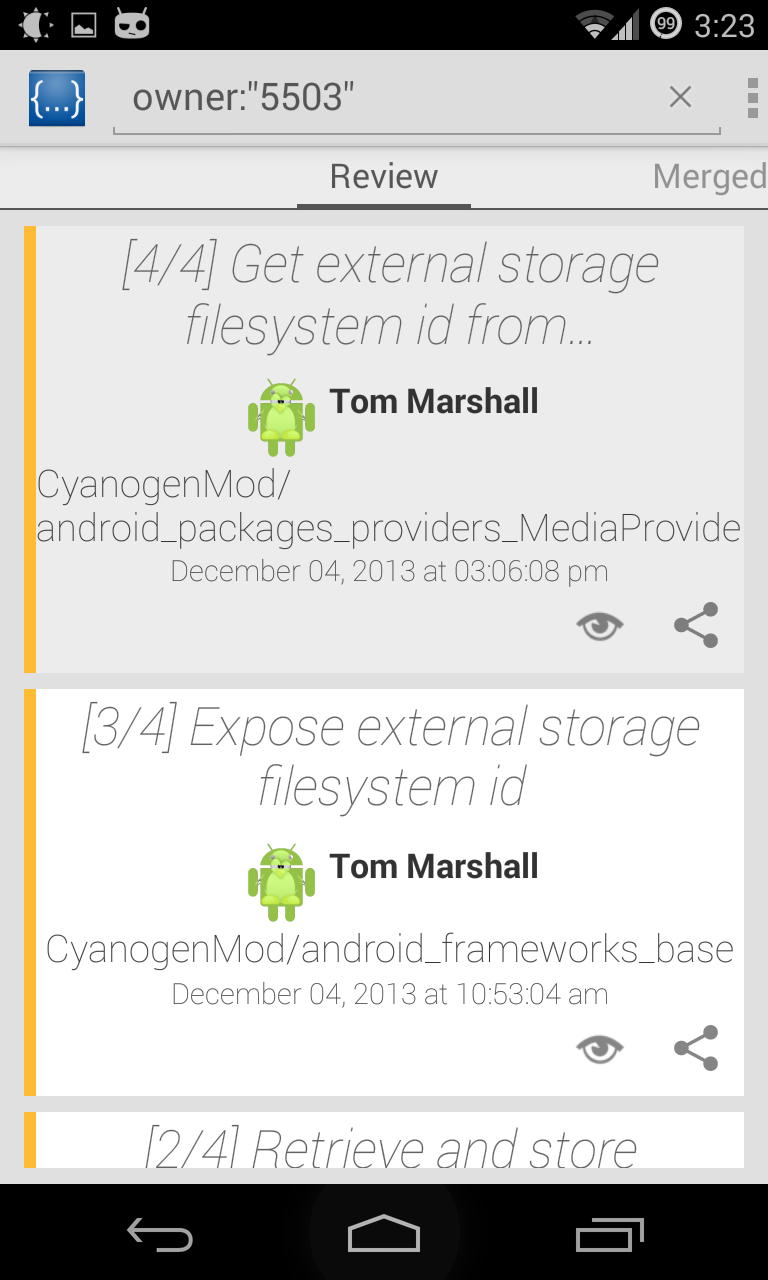 99 3:23
{...} owner:"5503"
Review Merged
[4/4] Get external storage
filesystem id from...
Tom Marshall
CyanogenMod/
android_packages_providers_MediaProvide
December 04, 2013 at 03:06:08 pm
[3/4] Expose external storage
filesystem id
Tom Marshall
CyanogenMod/android_frameworks_base
December 04, 2013 at 10:53:04 am
[2/4] Retrieve and store